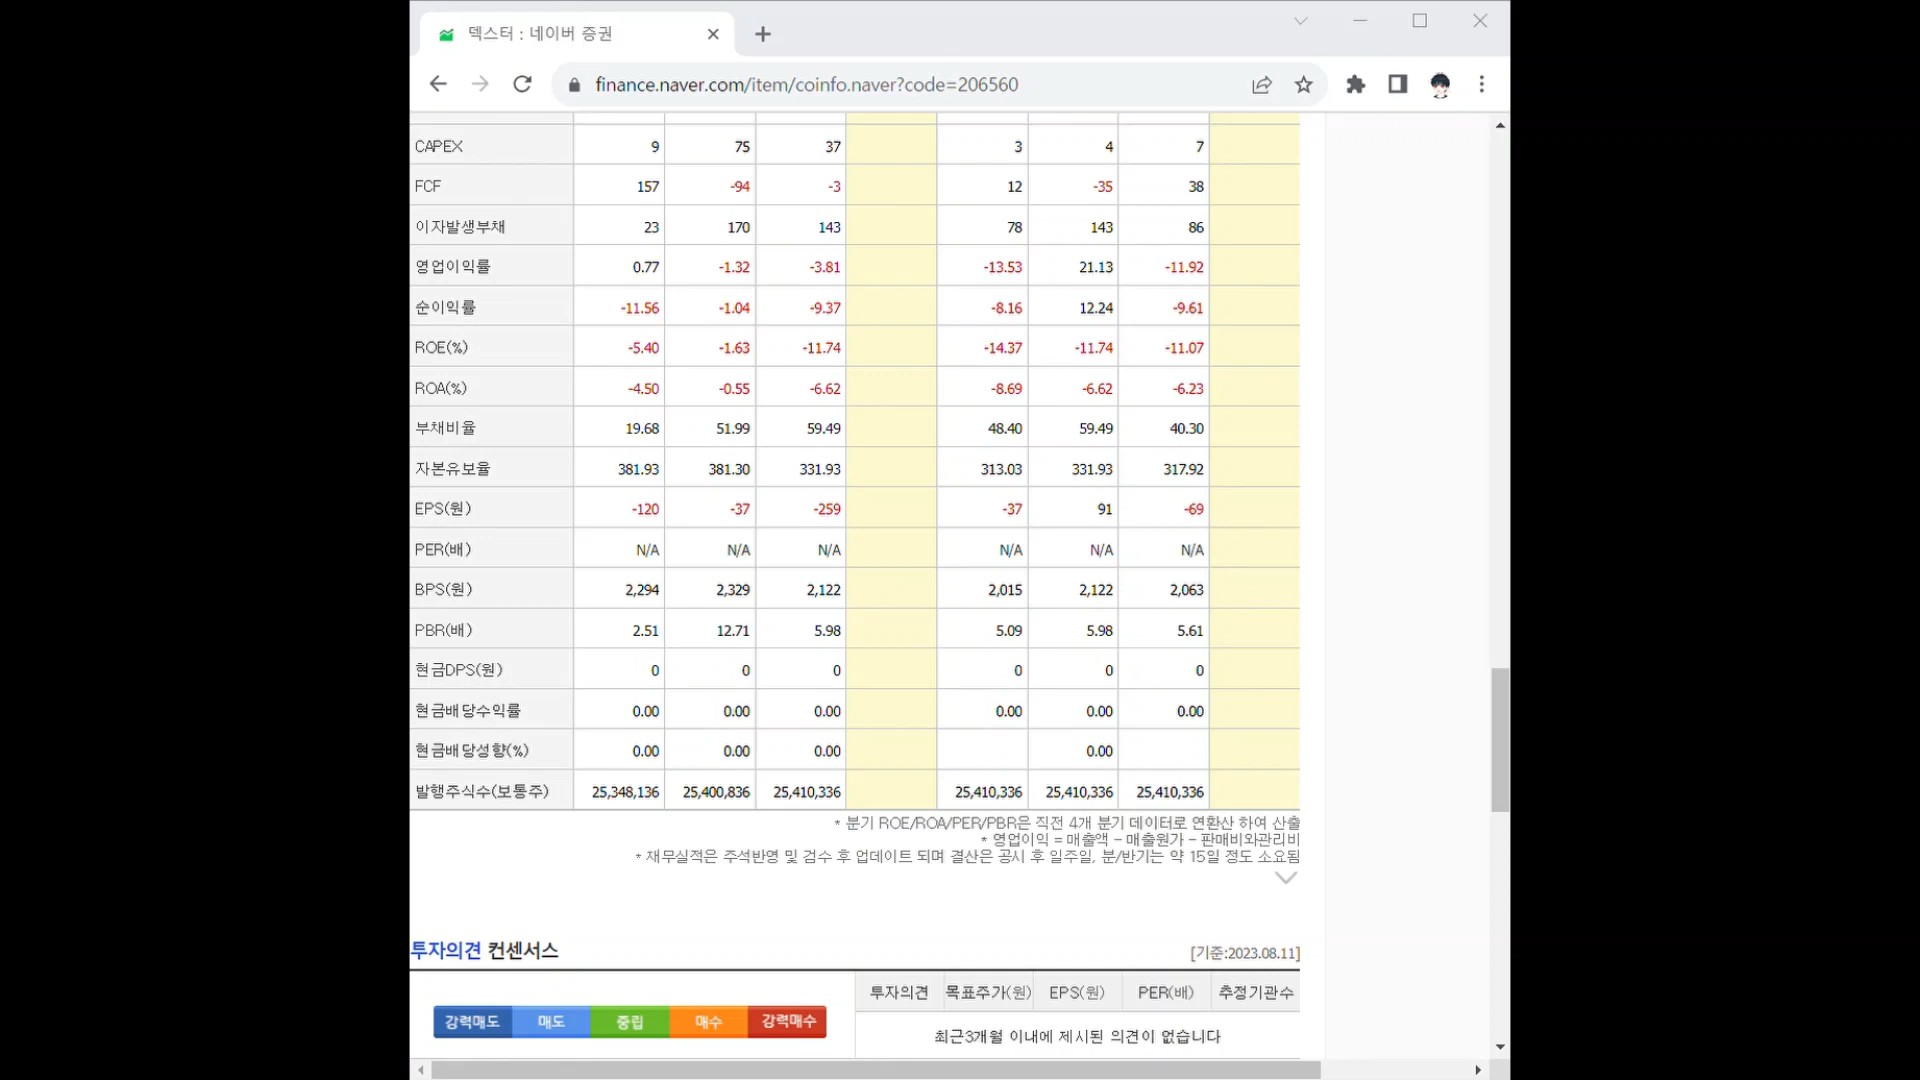 덱스터 : 네이버 증권
finance.naver.com/item/coinfo.naver?code=206560
CAPEX 9 75 37 3 4 7
FCF 157 -94 -3 12 -35 38
이자발생부채 23 170 143 78 143 86
영업이익률 0.77 -1.32 -3.81 -13.53 21.13 -11.92
순이익률 -11.56 -1.04 -9.37 -8.16 12.24 -9.61
ROE(%) -5.40 -1.63 -11.74 -14.37 -11.74 -11.07
ROA(%) -4.50 -0.55 -6.62 -8.69 -6.62 -6.23
부채비율 19.68 51.99 59.49 48.40 59.49 40.30
자본유보율 381.93 381.30 331.93 313.03 331.93 317.92
EPS(원) -120 -37 -259 -37 91 -69
PER(배) N/A N/A N/A N/A N/A N/A
BPS(원) 2,294 2,329 2,122 2,015 2,122 2,063
PBR(배) 2.51 12.71 5.98 5.09 5.98 5.61
현금DPS(원) 0 0 0 0 0 0
현금배당수익률 0.00 0.00 0.00 0.00 0.00 0.00
현금배당성향(%) 0.00 0.00 0.00 0.00
발행주식수(보통주) 25,348,136 25,400,836 25,410,336 25,410,336 25,410,336 25,410,336
* 분기 ROE/ROA/PER/PBR은 직전 4개 분기 데이터로 연환산 하여 산출
* 영업이익 = 매출액 - 매출원가 - 판매비와관리비
* 재무실적은 주석반영 및 검수 후 업데이트 되며 결산은 공시 후 일주일, 분/반기는 약 15일 정도 소요됨
투자의견 컨센서스 [기준:2023.08.11]
투자의견 목표주가(원) EPS(원) PER(배) 추정기관수
강력매도 매도 중립 매수 강력매수
최근3개월 이내에 제시된 의견이 없습니다